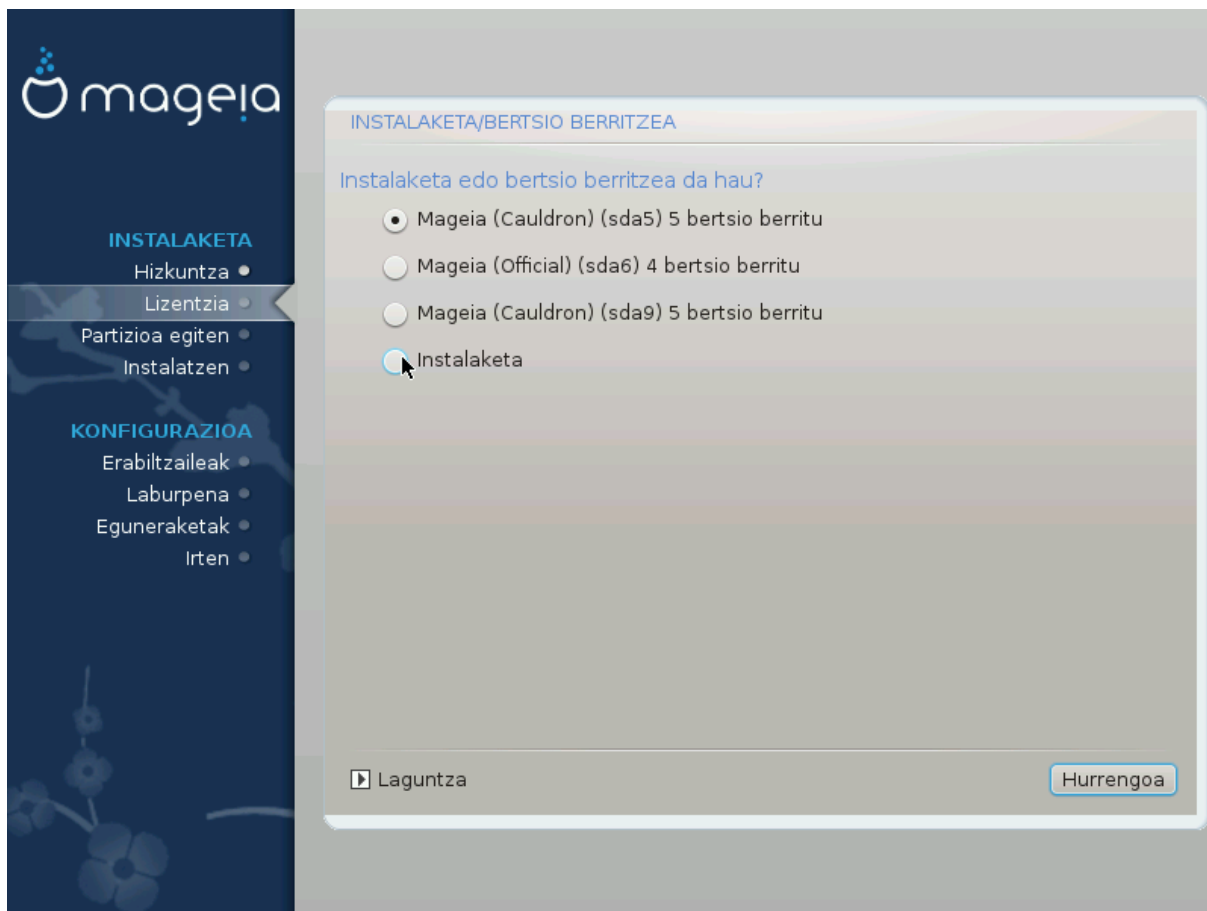 mageia
INSTALAKETA
Hizkuntza
Lizentzia
Partizioa egiten
Instalatzen
KONFIGURAZIOA
Erabiltzaileak
Laburpena
Eguneraketak
Irten
INSTALAKETA/BERTSIO BERRITZEA
Instalaketa edo bertsio berritzea da hau?
Mageia (Cauldron) (sda5) 5 bertsio berritu
Mageia (Official) (sda6) 4 bertsio berritu
Mageia (Cauldron) (sda9) 5 bertsio berritu
Instalaketa
Laguntza
Hurrengoa